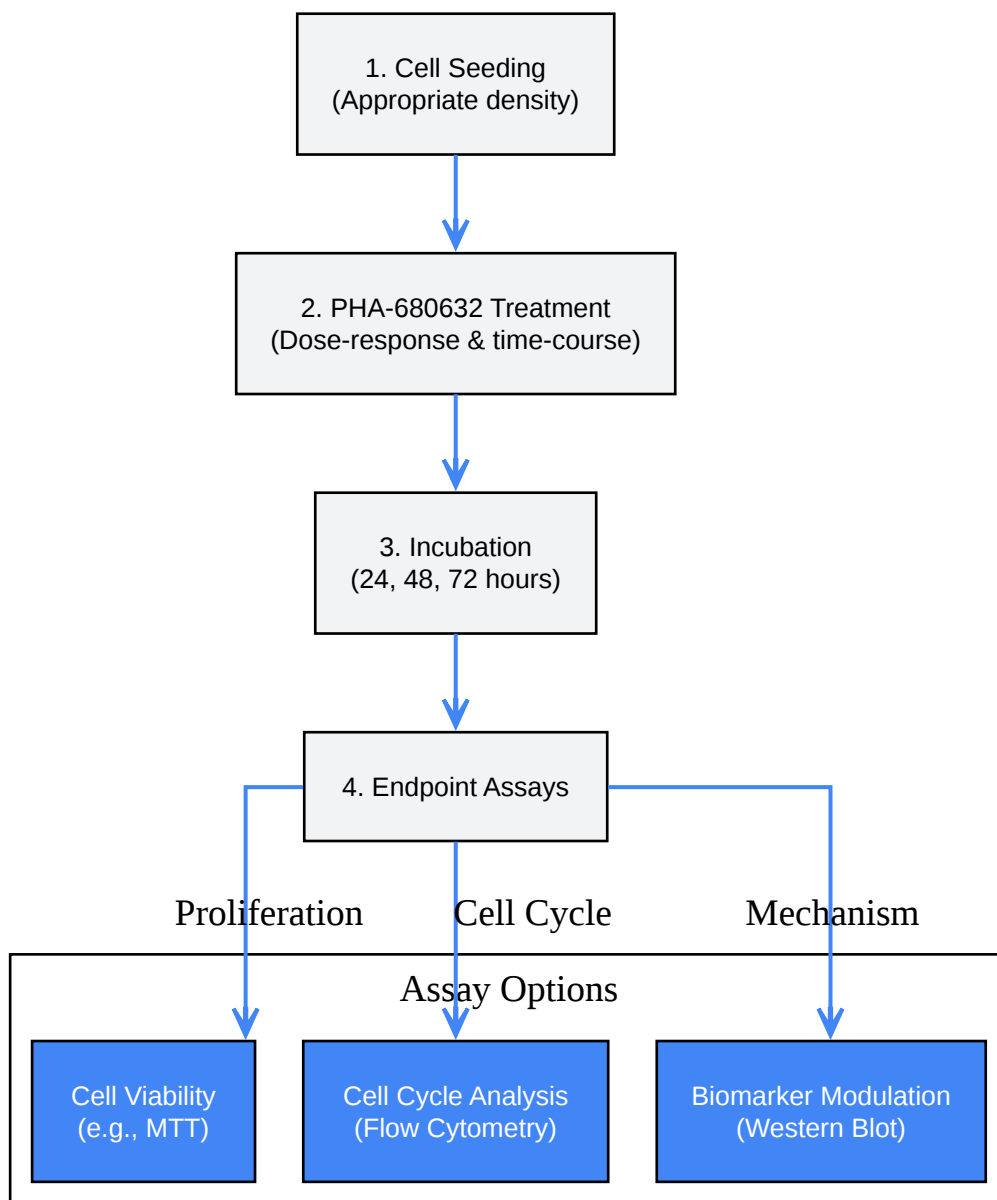 1. Cell Seeding
(Appropriate density)
2. PHA-680632 Treatment
(Dose-response & time-course)
3. Incubation
(24, 48, 72 hours)
4. Endpoint Assays
Proliferation
Cell Cycle
Mechanism
Assay Options
Cell Viability
(e.g., MTT)
Cell Cycle Analysis
(Flow Cytometry)
Biomarker Modulation
(Western Blot)